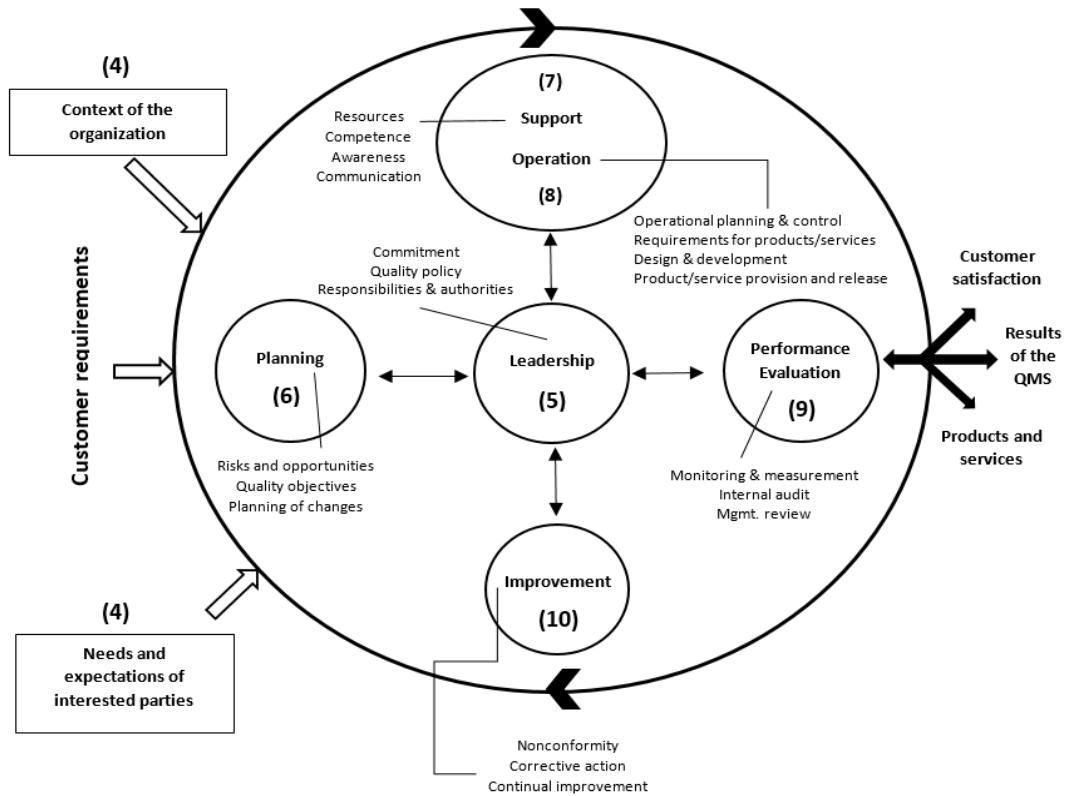 (4)
Context of the
organization
(7)
Support
Operation
(8)
Resources
Competence
Awareness
Communication
Operational planning & control
Requirements for products/services
Design & development
Product/service provision and release
Commitment
Quality policy
Responsibilities & authorities
Customer requirements
Planning
(6)
Leadership
(5)
Performance
Evaluation
(9)
Customer
satisfaction
Results
of the
QMS
Products and
services
Risks and opportunities
Quality objectives
Planning of changes
Monitoring & measurement
Internal audit
Mgmt. review
Improvement
(10)
(4)
Needs and
expectations of
interested parties
Nonconformity
Corrective action
Continual improvement